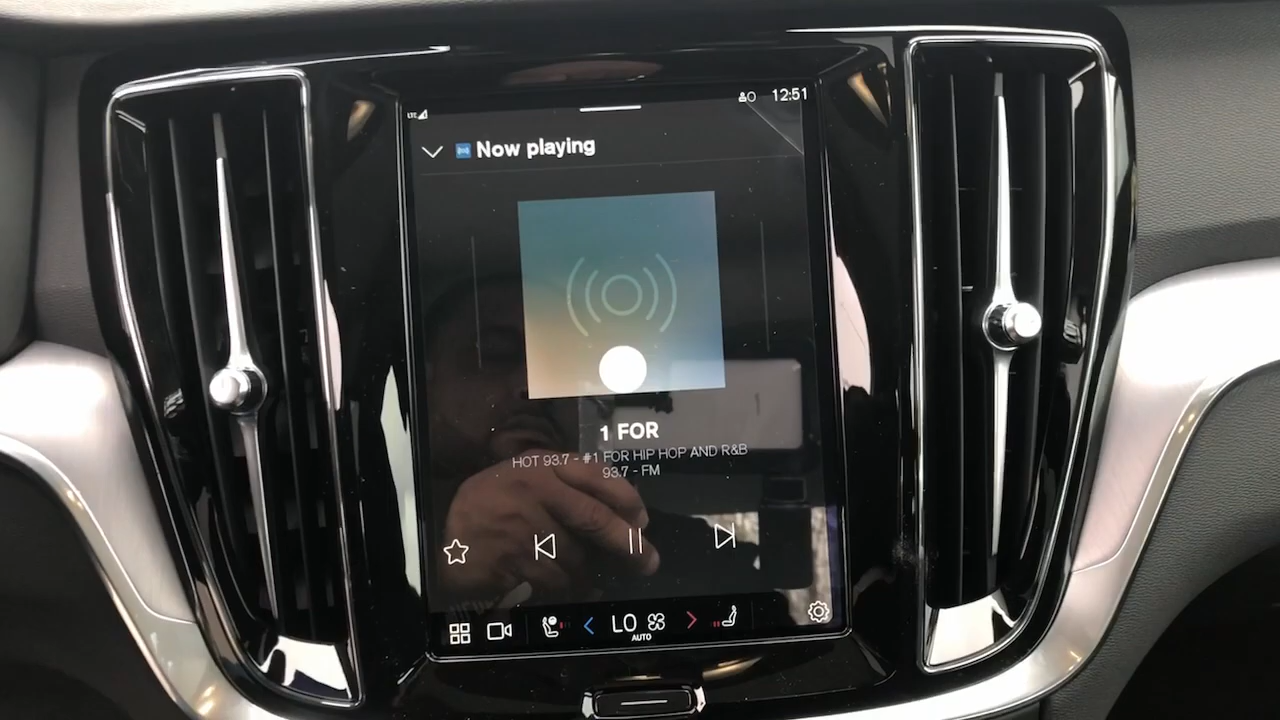 LTE
12:51
Now playing
1 FOR
HOT 93.7 - #1 FOR HIP HOP AND R&B
93.7 - FM
LO
AUTO